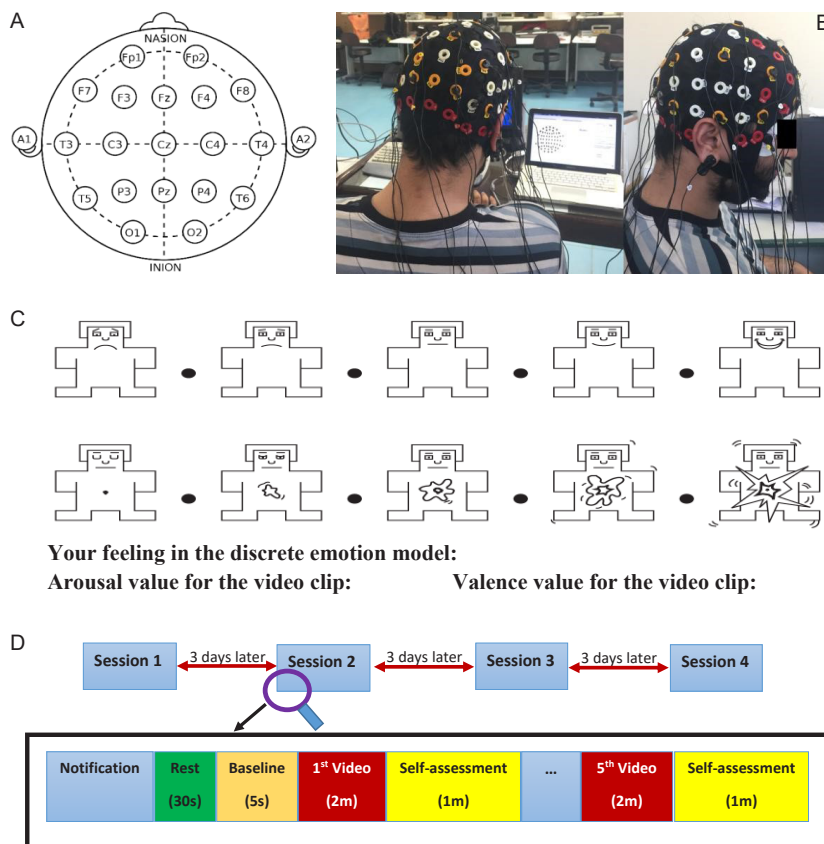 A
NASION
Fp1 Fp2
F7 F3 Fz F4 F8
A1 T3 C3 Cz C4 T4 A2
T5 P3 Pz P4 T6
O1 O2
INION
C
Your feeling in the discrete emotion model:
Arousal value for the video clip: Valence value for the video clip:
D
Session 1 3 days later Session 2 3 days later Session 3 3 days later Session 4
Notification Rest Baseline 1st Video Self-assessment ... 5th Video Self-assessment
(30s) (5s) (2m) (1m) (2m) (1m)